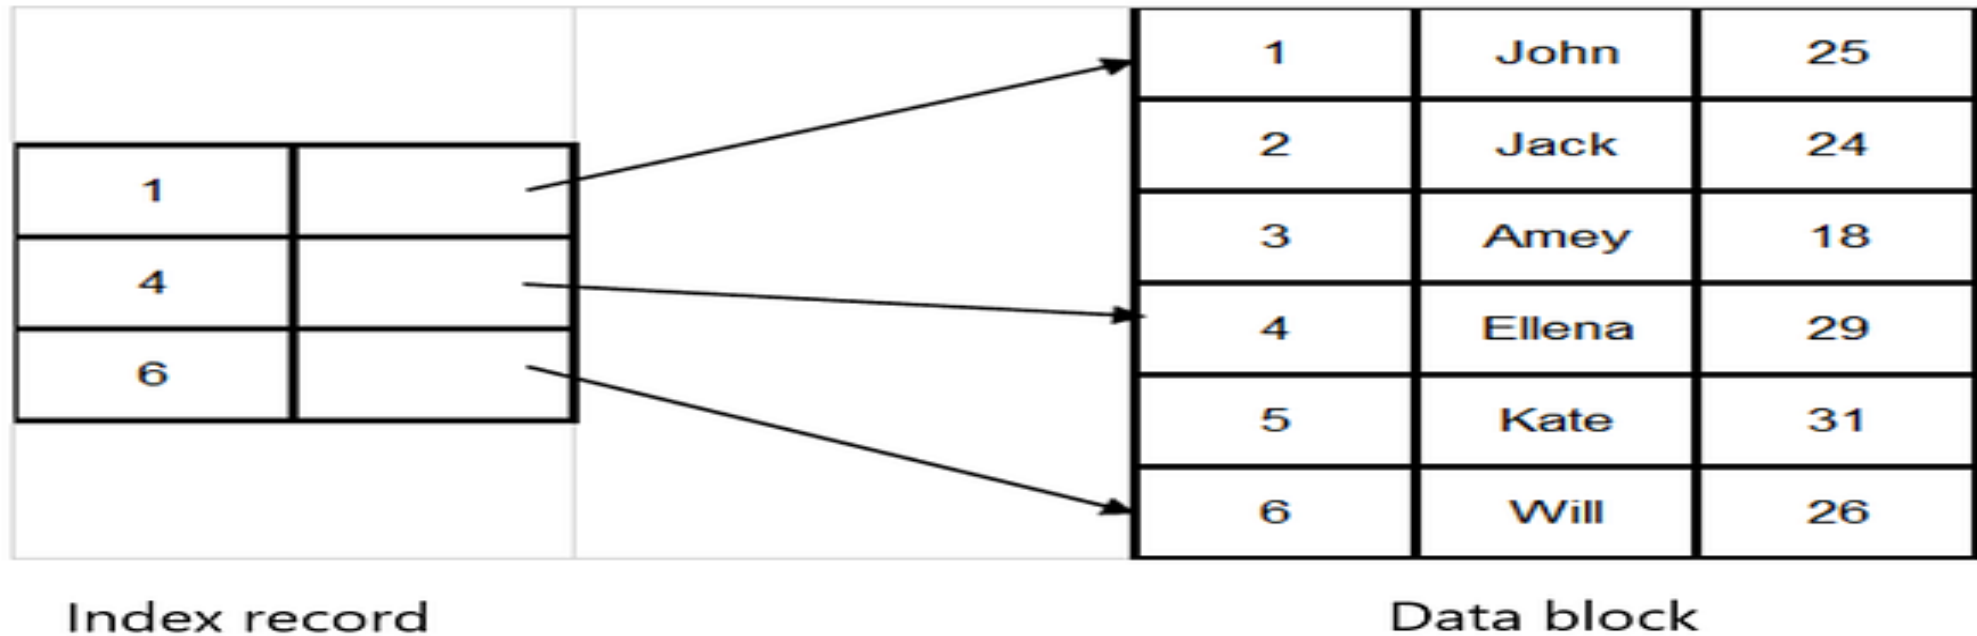 1
4
6
1 John 25
2 Jack 24
3 Amey 18
4 Ellena 29
5 Kate 31
6 Will 26
Index record
Data block